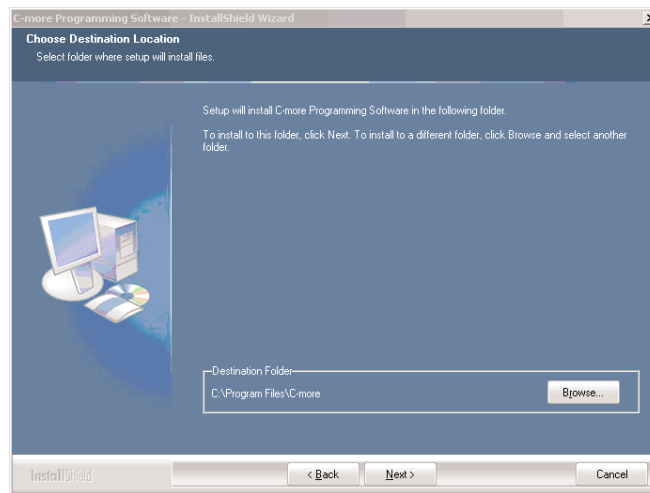 C-more Programming Software - InstallShield Wizard
Choose Destination Location
Select folder where setup will install files.
Setup will install C-more Programming Software in the following folder.
To install to this folder, click Next. To install to a different folder, click Browse and select another
folder.
Destination Folder
C:\Program Files\C-more
Browse...
InstallShield
< Back
Next >
Cancel